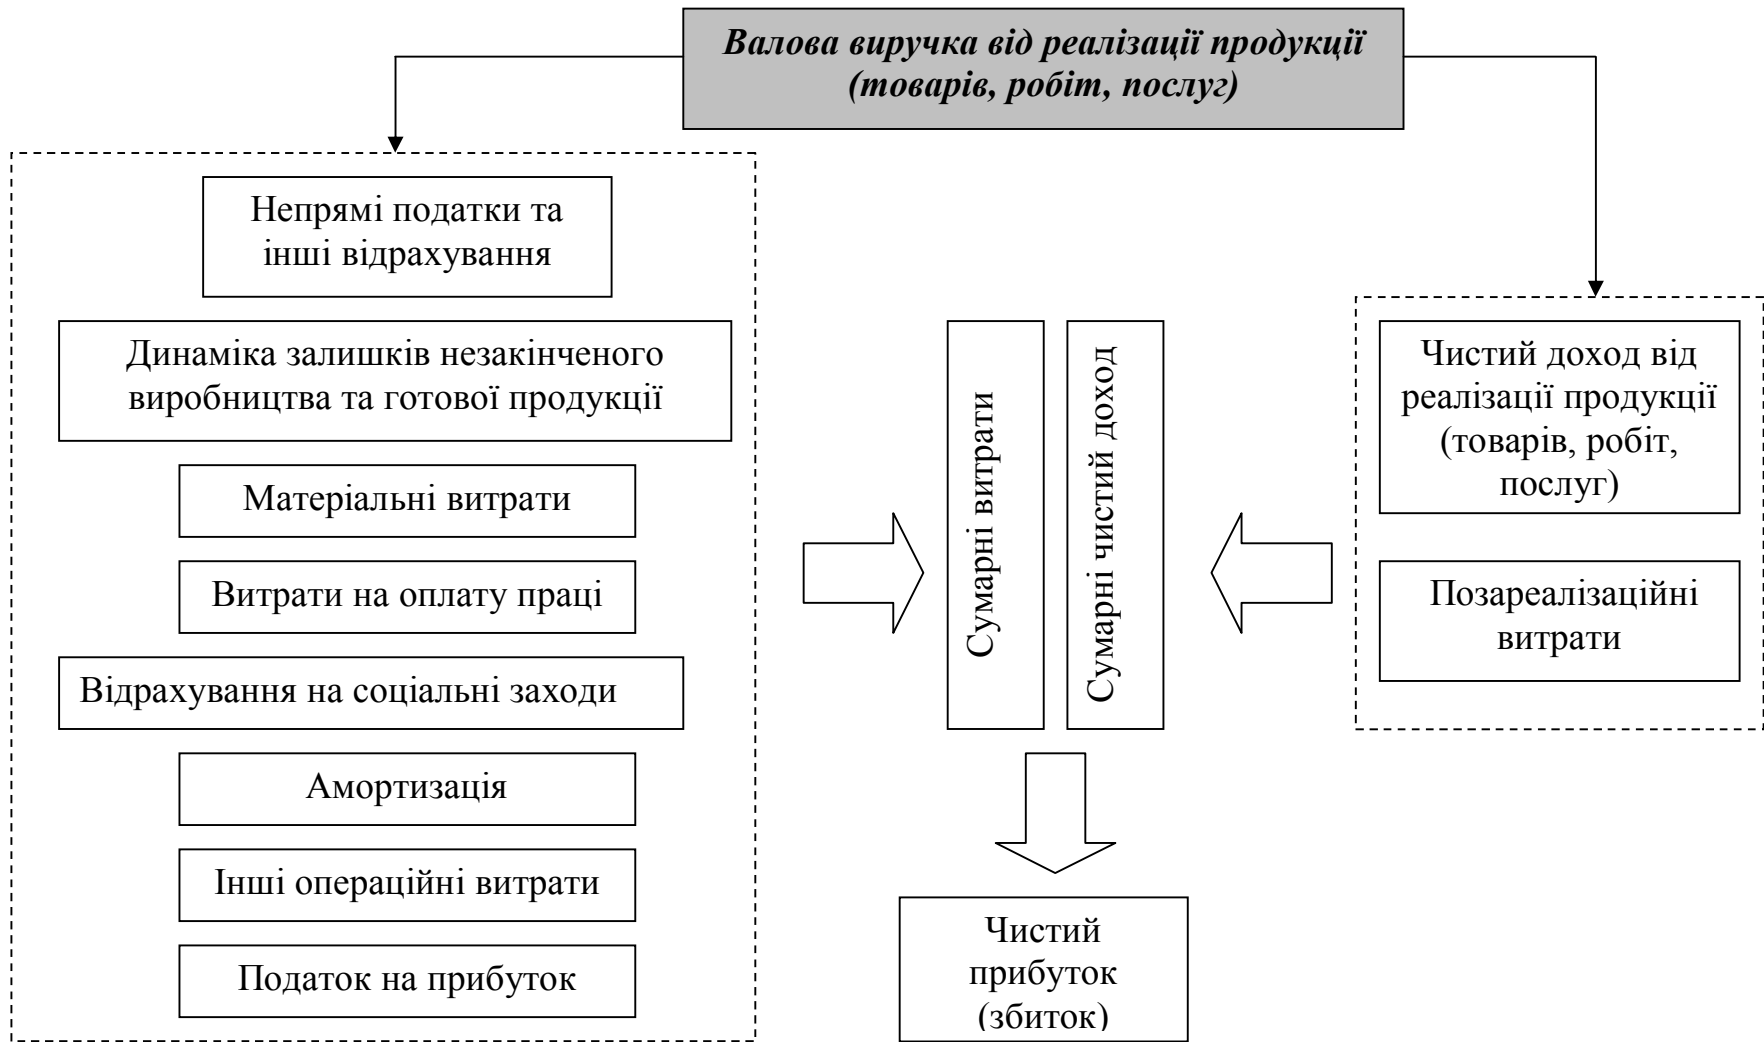 Валова виручка від реалізації продукції
(товарів, робіт, послуг)
Непрямі податки та
інші відрахування
Динаміка залишків незакінченого
виробництва та готової продукції
Матеріальні витрати
Витрати на оплату праці
Відрахування на соціальні заходи
Амортизація
Інші операційні витрати
Податок на прибуток
Сумарні витрати
Сумарні чистий доход
Чистий доход від
реалізації продукції
(товарів, робіт,
послуг)
Позареалізаційні
витрати
Чистий
прибуток
(збиток)